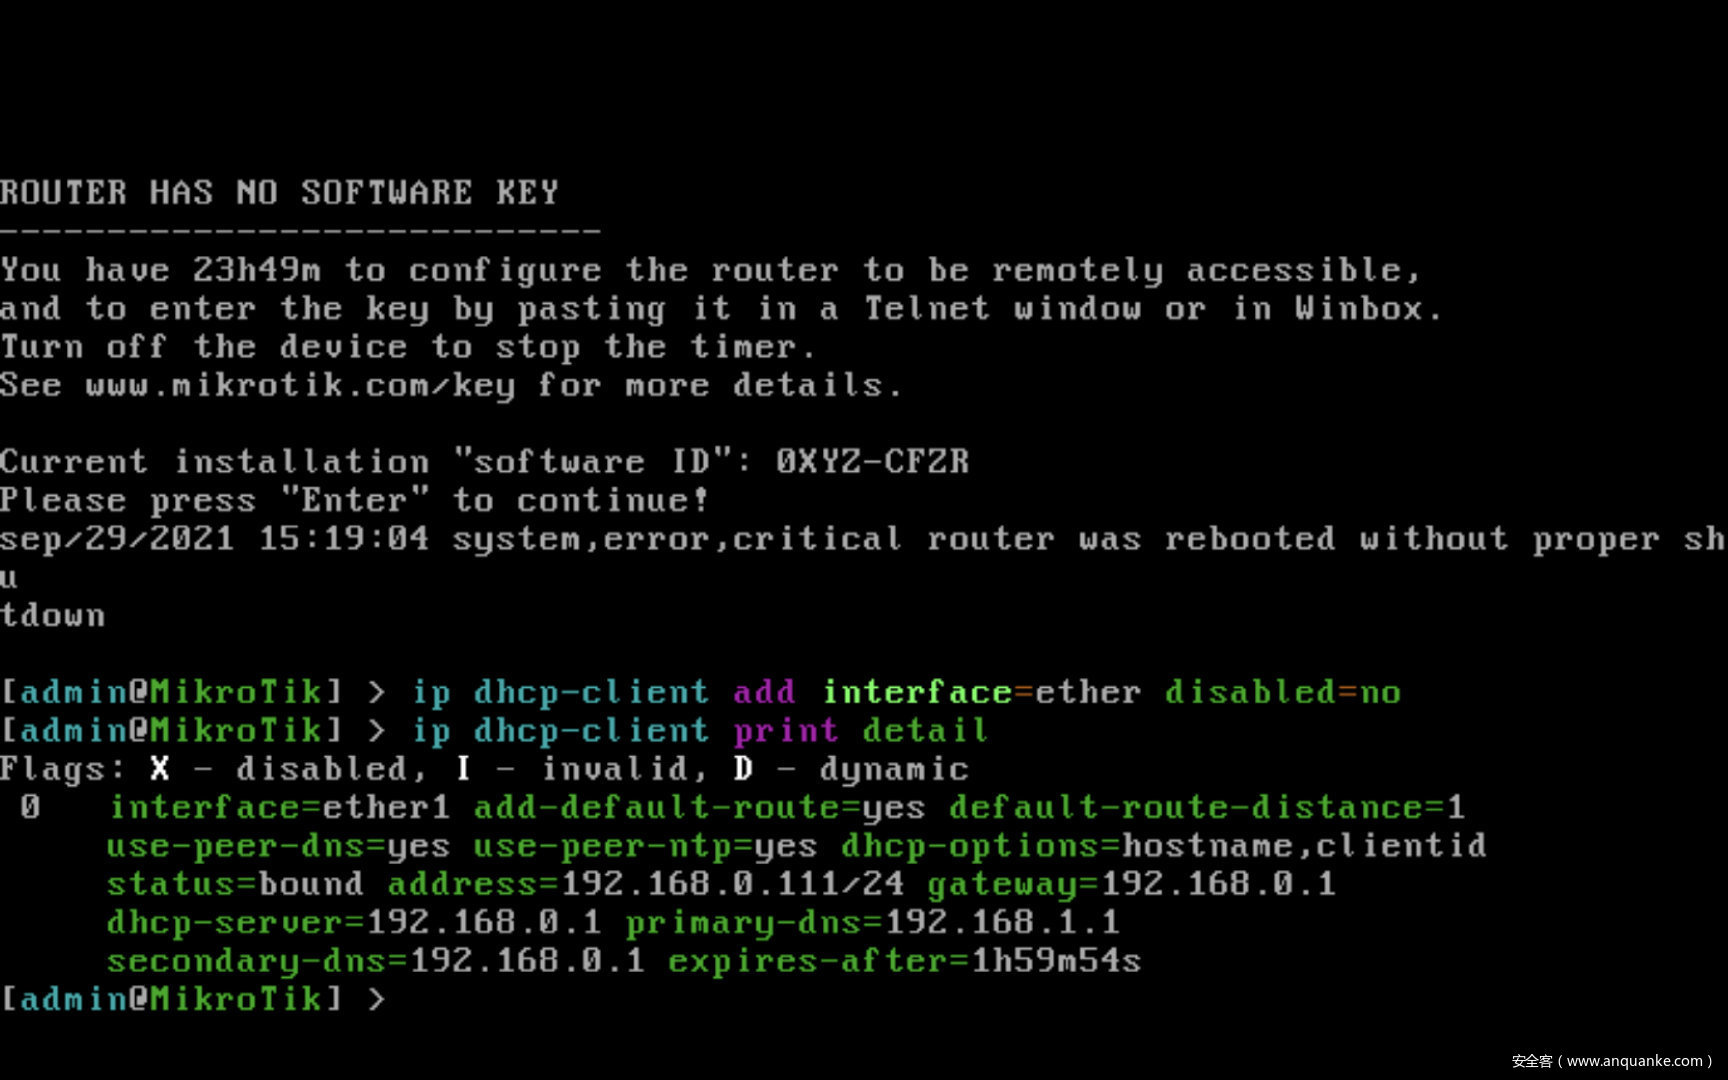 ROUTER HAS NO SOFTWARE KEY
----------------------------
You have 23h49m to configure the router to be remotely accessible,
and to enter the key by pasting it in a Telnet window or in Winbox.
Turn off the device to stop the timer.
See www.mikrotik.com/key for more details.
Current installation "software ID": 0XYZ-CFZR
Please press "Enter" to continue!
sep/29/2021 15:19:04 system,error,critical router was rebooted without proper sh
u
tdown
[admin@MikroTik] > ip dhcp-client add interface=ether disabled=no
[admin@MikroTik] > ip dhcp-client print detail
Flags: X - disabled, I - invalid, D - dynamic
0 interface=ether1 add-default-route=yes default-route-distance=1
use-peer-dns=yes use-peer-ntp=yes dhcp-options=hostname,clientid
status=bound address=192.168.0.111/24 gateway=192.168.0.1
dhcp-server=192.168.0.1 primary-dns=192.168.1.1
secondary-dns=192.168.0.1 expires-after=1h59m54s
[admin@MikroTik] >
安全客（www.anquanke.com）